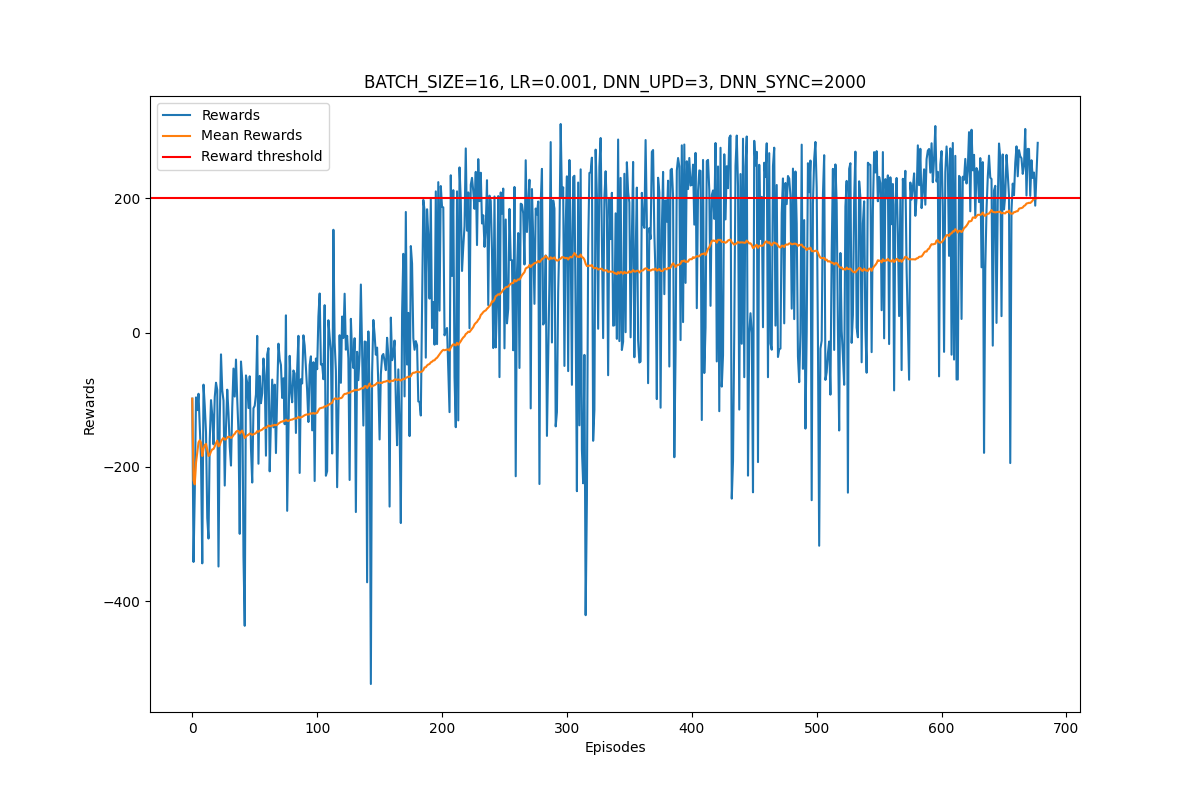 BATCH_SIZE=16, LR=0.001, DNN_UPD=3, DNN_SYNC=2000
Rewards
Mean Rewards
Reward threshold
200
0
−200
−400
Rewards
0 100 200 300 400 500 600 700
Episodes